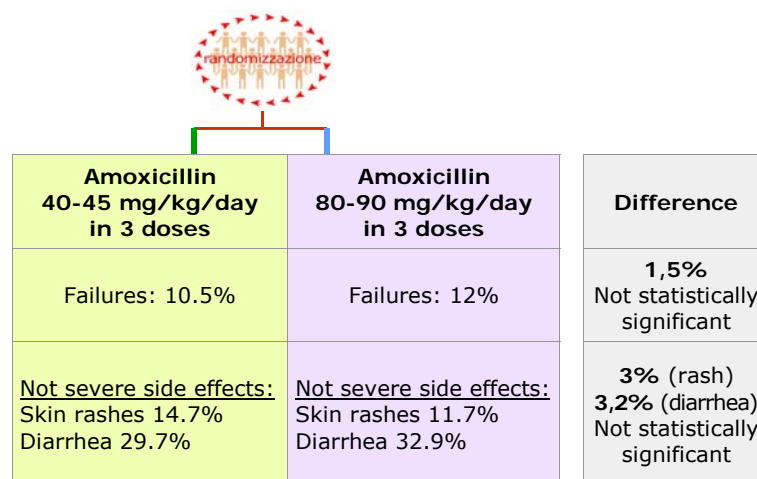 randomizzazione
Amoxicillin
40-45 mg/kg/day
in 3 doses
Amoxicillin
80-90 mg/kg/day
in 3 doses
Difference
Failures: 10.5%
Failures: 12%
1,5%
Not statistically
significant
Not severe side effects:
Skin rashes 14.7%
Diarrhea 29.7%
Not severe side effects:
Skin rashes 11.7%
Diarrhea 32.9%
3% (rash)
3,2% (diarrhea)
Not statistically
significant